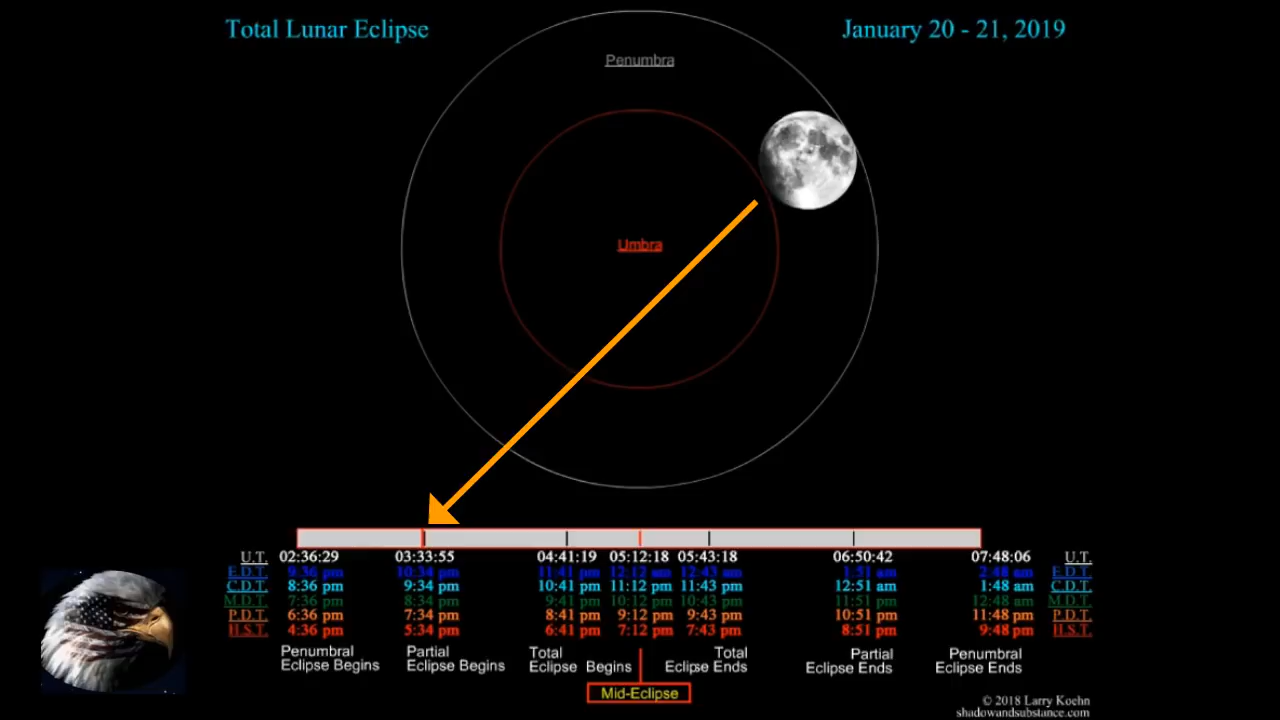 Total Lunar Eclipse
January 20 - 21, 2019
Penumbra
Umbra
U.T. 02:36:29 03:33:55 04:41:19 05:12:18 05:43:18 06:50:42 07:48:06 U.T.
E.D.T. 9:36 pm 10:34 pm 11:41 pm 12:12 am 12:43 am 1:51 am 2:48 am E.D.T.
C.D.T. 8:36 pm 9:34 pm 10:41 pm 11:12 pm 11:43 pm 12:51 am 1:48 am C.D.T.
M.D.T. 7:36 pm 8:34 pm 9:41 pm 10:12 pm 10:43 pm 11:51 pm 12:48 am M.D.T.
P.D.T. 6:36 pm 7:34 pm 8:41 pm 9:12 pm 9:43 pm 10:51 pm 11:48 pm P.D.T.
H.S.T. 4:36 pm 5:34 pm 6:41 pm 7:12 pm 7:43 pm 8:51 pm 9:48 pm H.S.T.
Penumbral Eclipse Begins
Partial Eclipse Begins
Total Eclipse Begins
Total Eclipse Ends
Partial Eclipse Ends
Penumbral Eclipse Ends
Mid-Eclipse
© 2018 Larry Koehn
shadowandsubstance.com